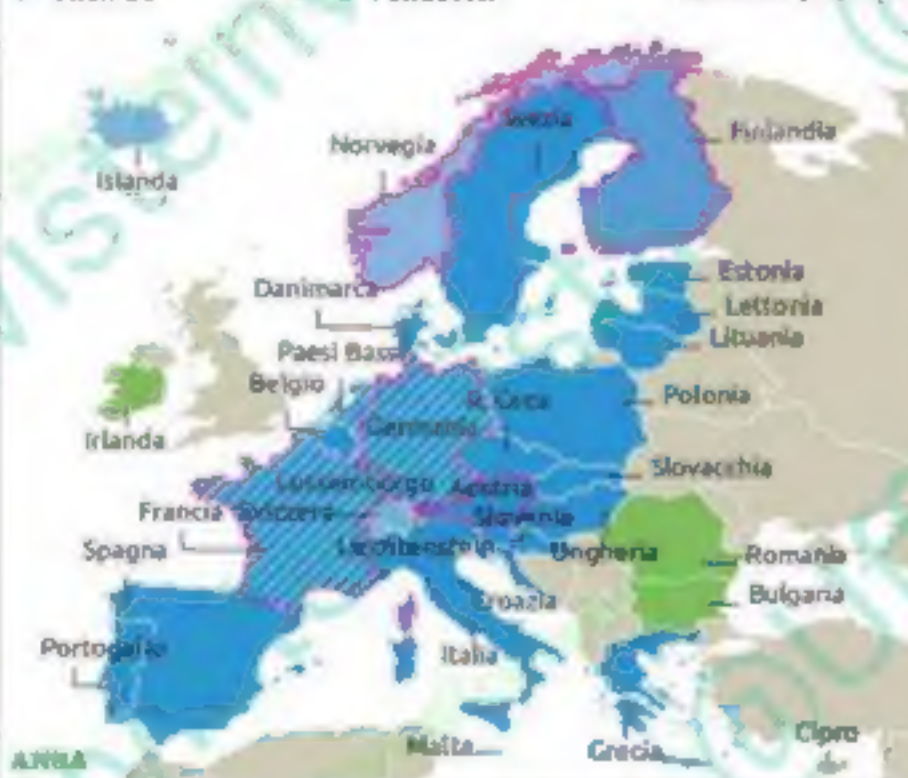 Svezia
Finlandia
Norvegia
Islanda
Estonia
Danimarca
Lettonia
Lituania
Paesi Bassi
Belgio
R. Ceca
Polonia
Germania
Irlanda
Slovacchia
Lussemburgo
Austria
Francia
Svizzera
Slovenia
Spagna
Liechtenstein
Ungheria
Romania
Bulgaria
Croazia
Portogallo
Italia
Cipro
Malta
Grecia
ANSA